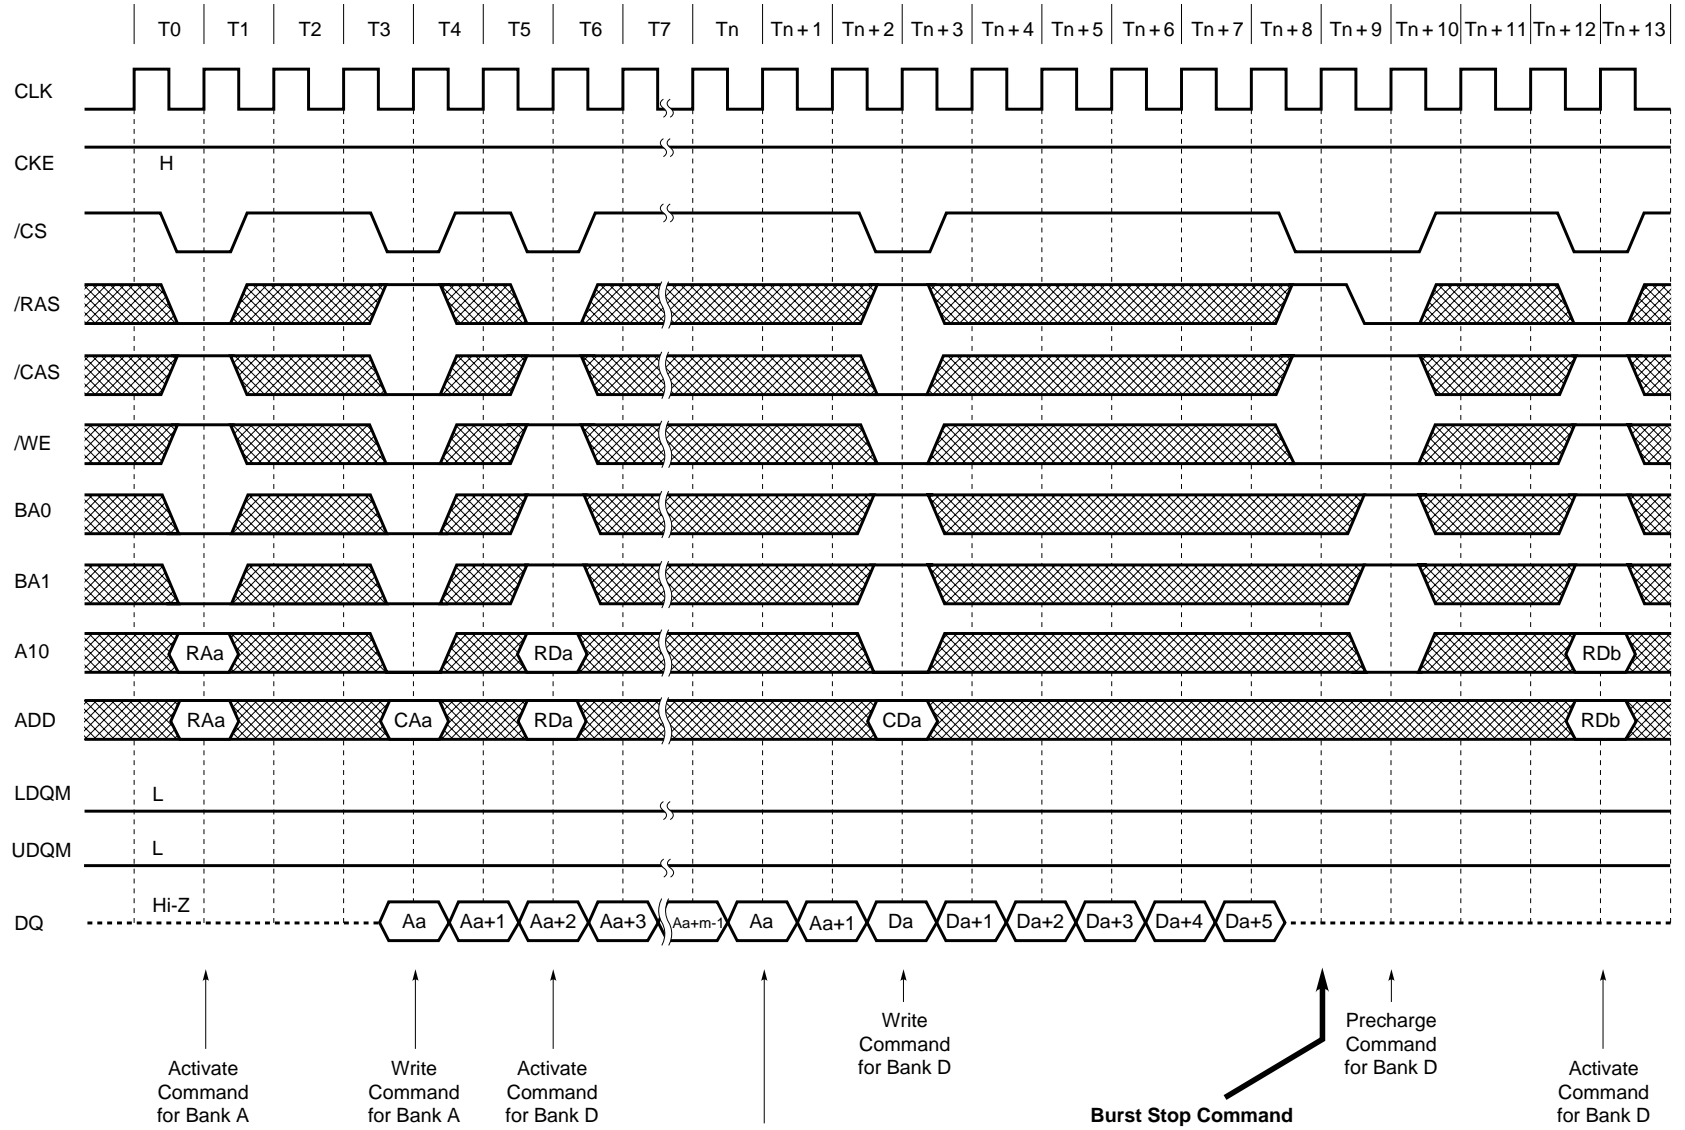 T0 T1 T2 T3 T4 T5 T6 T7 Tn Tn + 1 Tn + 2 Tn + 3 Tn + 4 Tn + 5 Tn + 6 Tn + 7 Tn + 8 Tn + 9 Tn + 10 Tn + 11 Tn + 12 Tn + 13
CLK
CKE H
/CS
/RAS
/CAS
/WE
BA0
BA1
A10 RAa RDa RDb
ADD RAa CAa RDa CDa RDb
LDQM L
UDQM L
DQ Hi-Z Aa Aa+1 Aa+2 Aa+3 Aa+m-1 Aa Aa+1 Da Da+1 Da+2 Da+3 Da+4 Da+5
Activate
Command
for Bank A
Write
Command
for Bank A
Activate
Command
for Bank D
Write
Command
for Bank D
Burst Stop Command
Precharge
Command
for Bank D
Activate
Command
for Bank D